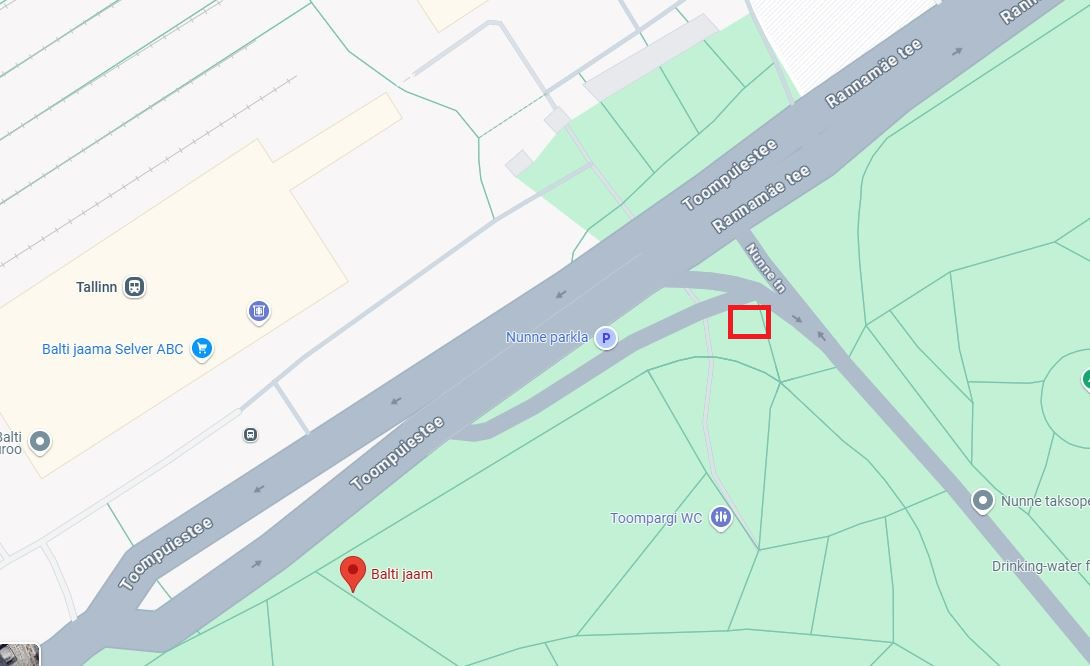 Rannamäe tee
Toompuiestee
Rannamäe tee
Nunne tn
Tallinn
Nunne parkla
P
Balti jaama Selver ABC
Toompuiestee
Balti
Toompargi WC
Nunne taksope
Toompuiestee
Drinking-water f
Balti jaam